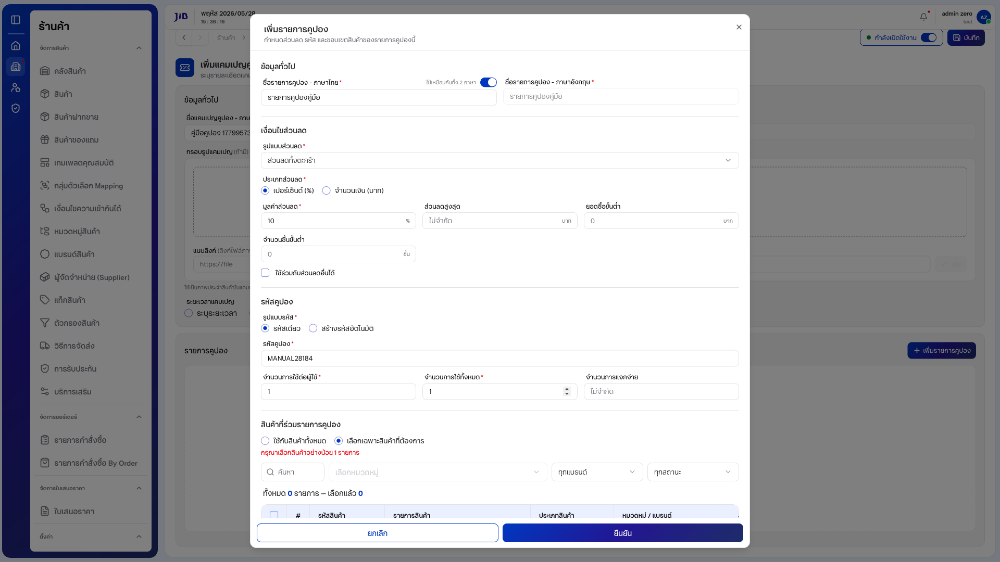 ร้านค้า
จัดการสินค้า
คลังสินค้า
สินค้า
สินค้าฝากขาย
สินค้าของแถม
เทมเพลตคุณสมบัติ
กลุ่มตัวเลือก Mapping
เงื่อนไขความเข้ากันได้
หมวดหมู่สินค้า
แบรนด์สินค้า
ผู้จัดจำหน่าย (Supplier)
แท็กสินค้า
ตัวกรองสินค้า
วิธีการจัดส่ง
การรับประกัน
บริการเสริม
จัดการออร์เดอร์
รายการคำสั่งซื้อ
รายการคำสั่งซื้อ By Order
จัดการใบเสนอราคา
ใบเสนอราคา
ตั้งค่า
JIB
พฤหัส 2026/05/28
15 : 36 : 16
admin zero
test
AZ
ร้านค้า
กำลังเปิดใช้งาน
บันทึก
เพิ่มแคมเปญคู
ระบุรายละเอียดแคม
ข้อมูลทั่วไป
ชื่อแคมเปญคูปอง - ภาษ
คู่มือคูปอง 17799573
กรอบรูปแคมเปญ (ถ้ามี)
แนบลิงก์ (ลิงก์ไฟล์ภา
https://file
เพิ่ม
ใช้เป็นภาพประจำสินค้าในแคม
ระยะเวลาแคมเปญ
ระบุระยะเวลา
รายการคูปอง
เพิ่มรายการคูปอง
เพิ่มรายการคูปอง
กำหนดส่วนลด รหัส และขอบเขตสินค้าของรายการคูปองนี้
ข้อมูลทั่วไป
ชื่อรายการคูปอง - ภาษาไทย*
ใช้เหมือนกันทั้ง 2 ภาษา
ชื่อรายการคูปอง - ภาษาอังกฤษ*
รายการคูปองคู่มือ
รายการคูปองคู่มือ
เงื่อนไขส่วนลด
รูปแบบส่วนลด*
ส่วนลดทั้งตะกร้า
ประเภทส่วนลด*
เปอร์เซ็นต์ (%)
จำนวนเงิน (บาท)
มูลค่าส่วนลด*
ส่วนลดสูงสุด
ยอดซื้อขั้นต่ำ
10 %
ไม่จำกัด บาท
0 บาท
จำนวนชิ้นขั้นต่ำ
0 ชิ้น
ใช้ร่วมกับส่วนลดอื่นได้
รหัสคูปอง
รูปแบบรหัส*
รหัสเดียว
สร้างรหัสอัตโนมัติ
รหัสคูปอง*
MANUAL28184
จำนวนการใช้ต่อผู้ใช้*
จำนวนการใช้ทั้งหมด*
จำนวนการแจกจ่าย
1
1
ไม่จำกัด
สินค้าที่ร่วมรายการคูปอง
ใช้กับสินค้าทั้งหมด
เลือกเฉพาะสินค้าที่ต้องการ
กรุณาเลือกสินค้าอย่างน้อย 1 รายการ
ค้นหา
เลือกหมวดหมู่
ทุกแบรนด์
ทุกสถานะ
ทั้งหมด 0 รายการ — เลือกแล้ว 0
# รหัสสินค้า รายการสินค้า ประเภทสินค้า หมวดหมู่ / แบรนด์
ยกเลิก
ยืนยัน